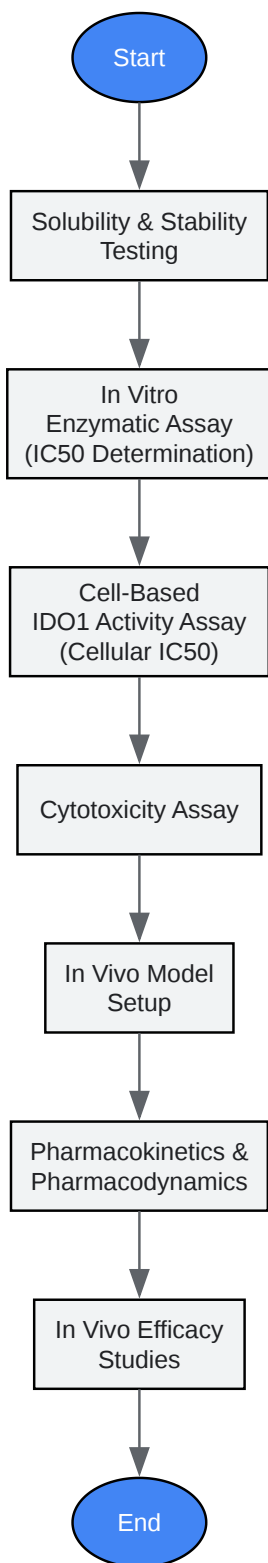 Start
Solubility & Stability
Testing
In Vitro
Enzymatic Assay
(IC50 Determination)
Cell-Based
IDO1 Activity Assay
(Cellular IC50)
Cytotoxicity Assay
In Vivo Model
Setup
Pharmacokinetics &
Pharmacodynamics
In Vivo Efficacy
Studies
End